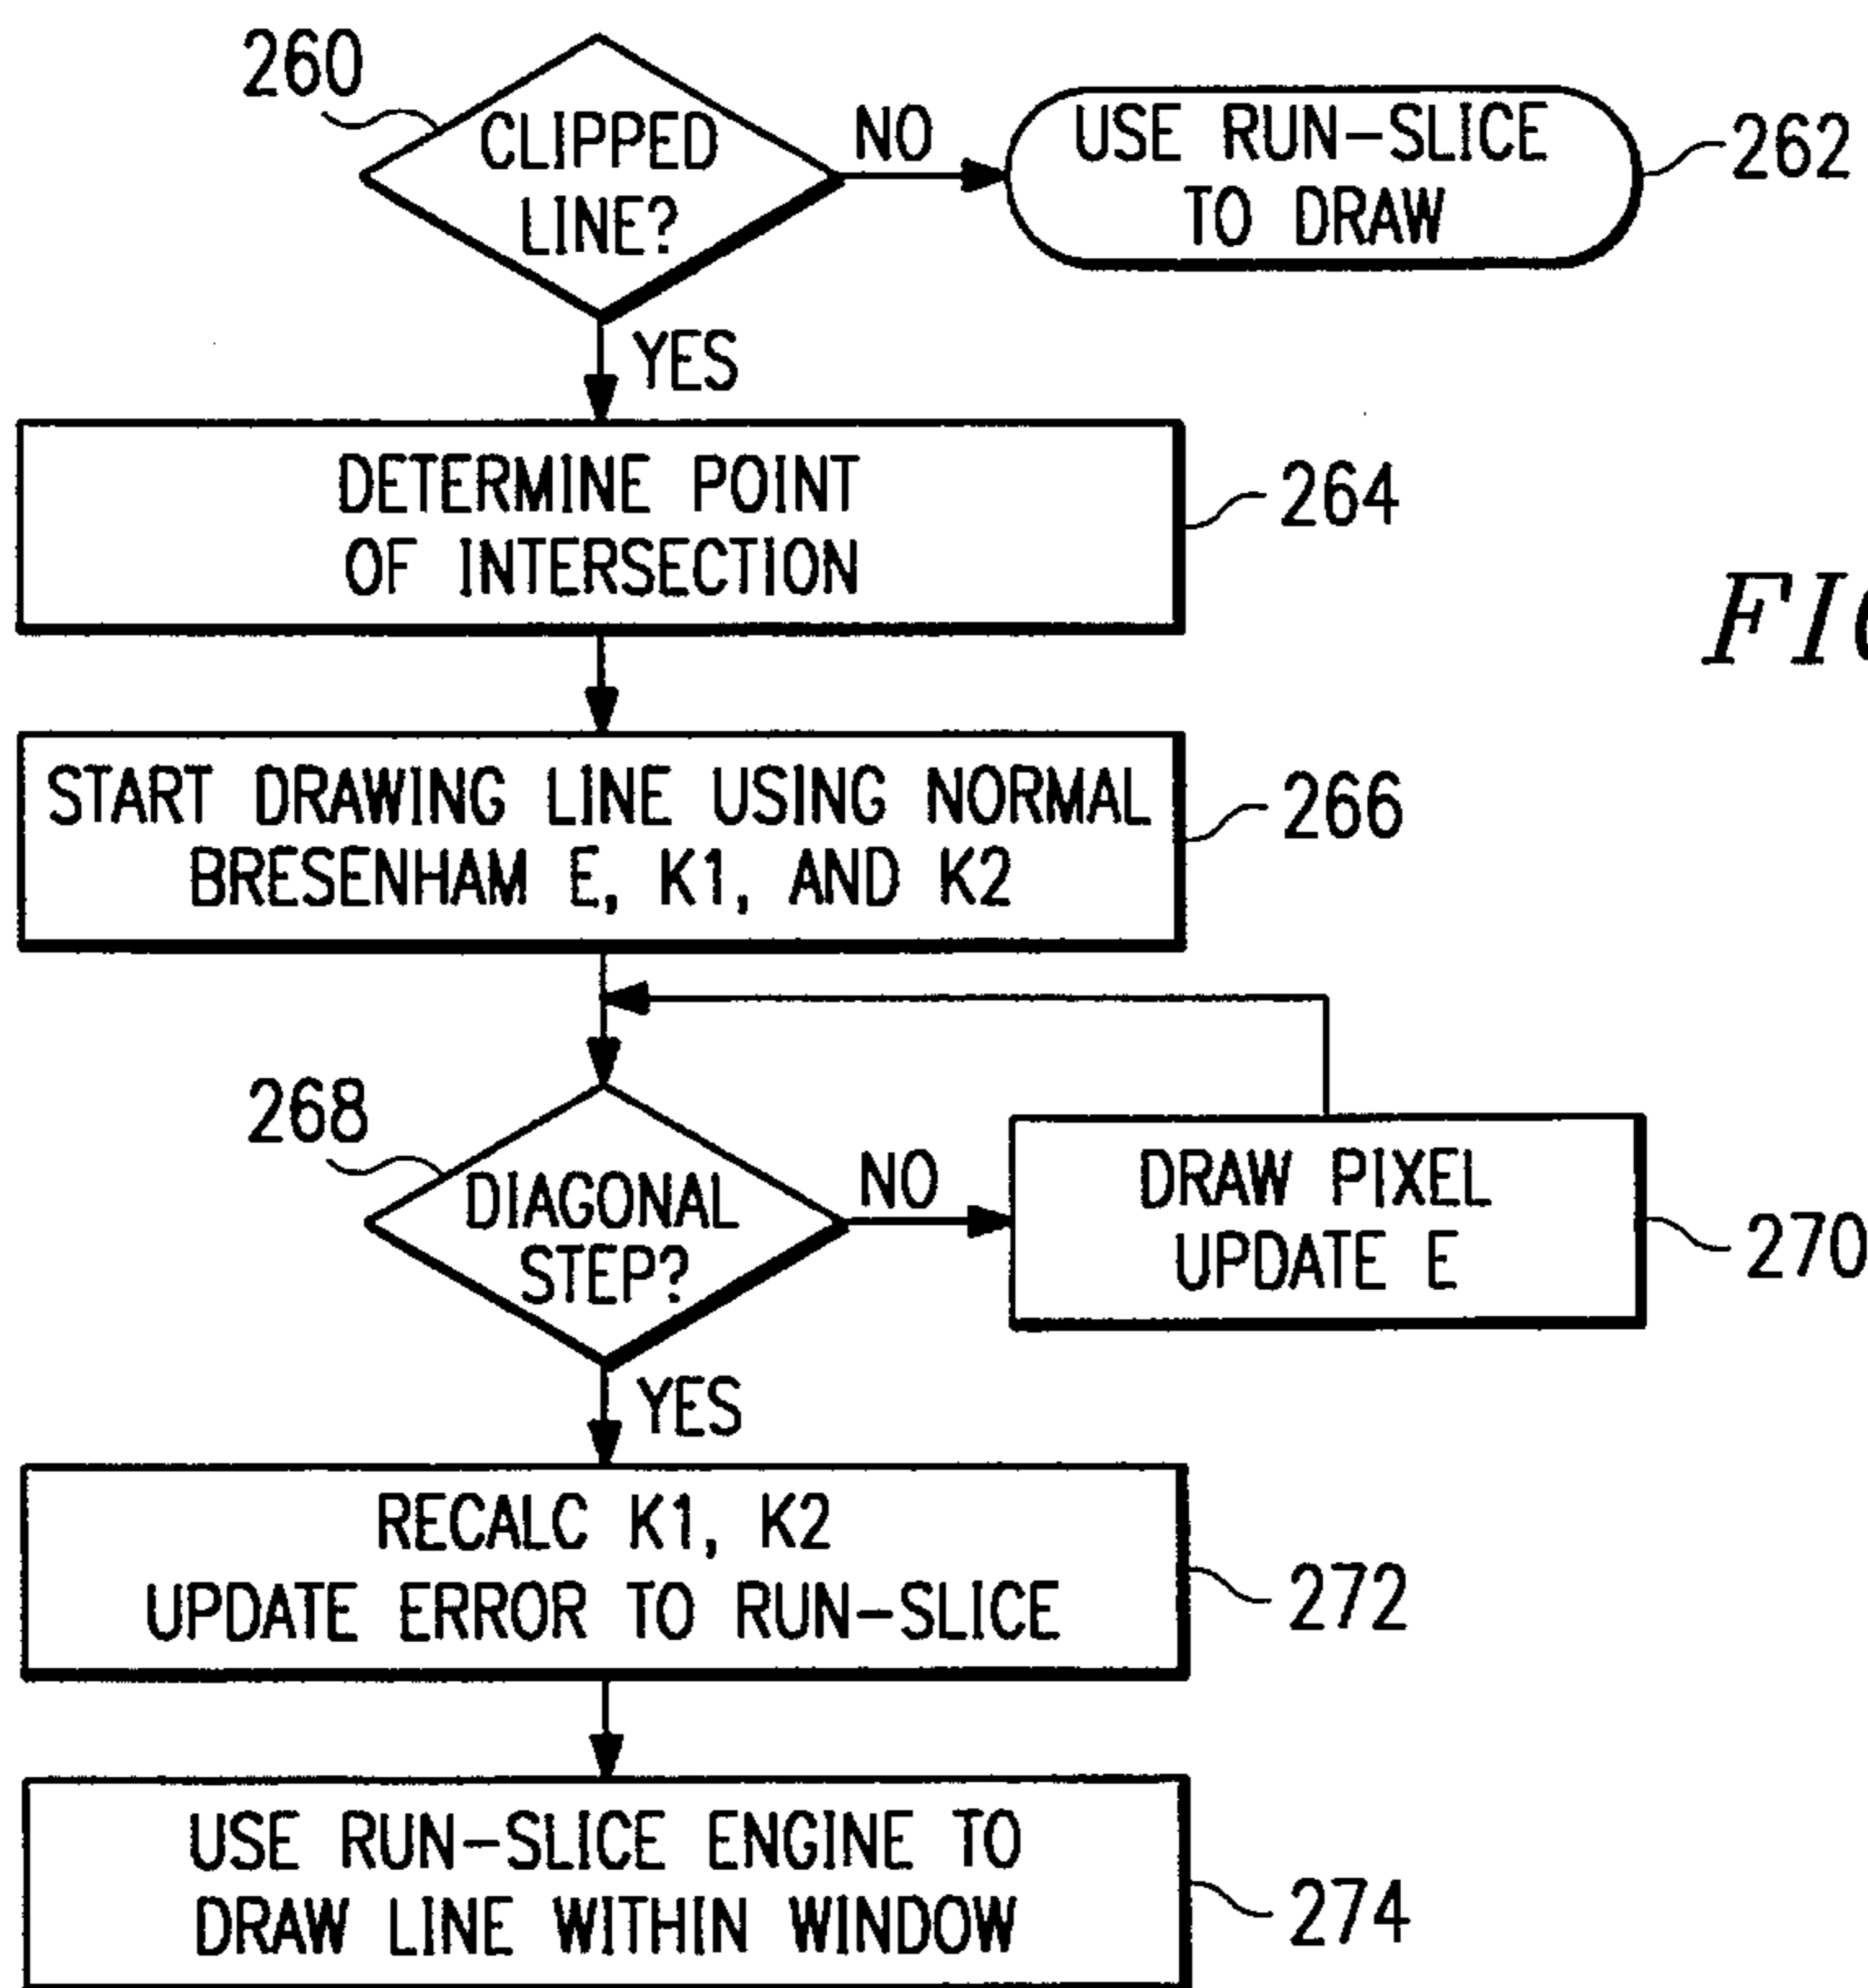 260
CLIPPED
LINE?
NO
USE RUN-SLICE
TO DRAW
262
YES
DETERMINE POINT
OF INTERSECTION
264
START DRAWING LINE USING NORMAL
BRESENHAM E, K1, AND K2
266
268
DIAGONAL
STEP?
NO
DRAW PIXEL
UPDATE E
270
YES
RECALC K1, K2
UPDATE ERROR TO RUN-SLICE
272
USE RUN-SLICE ENGINE TO
DRAW LINE WITHIN WINDOW
274